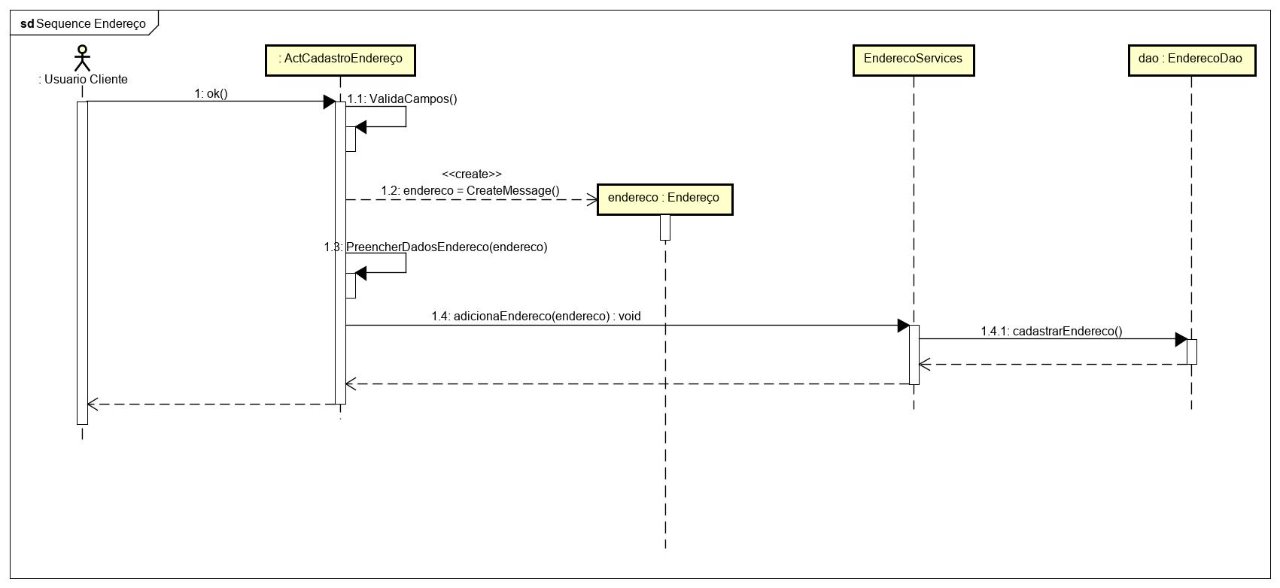 sd Sequence Endereço
: Usuario Cliente
: ActCadastroEndereço
EnderecoServices
dao : EnderecoDao
1: ok()
1.1: ValidaCampos()
<<create>>
1.2: endereco = CreateMessage()
endereco : Endereço
1.3: PreencherDadosEndereco(endereco)
1.4: adicionaEndereco(endereco) : void
1.4.1: cadastrarEndereco()